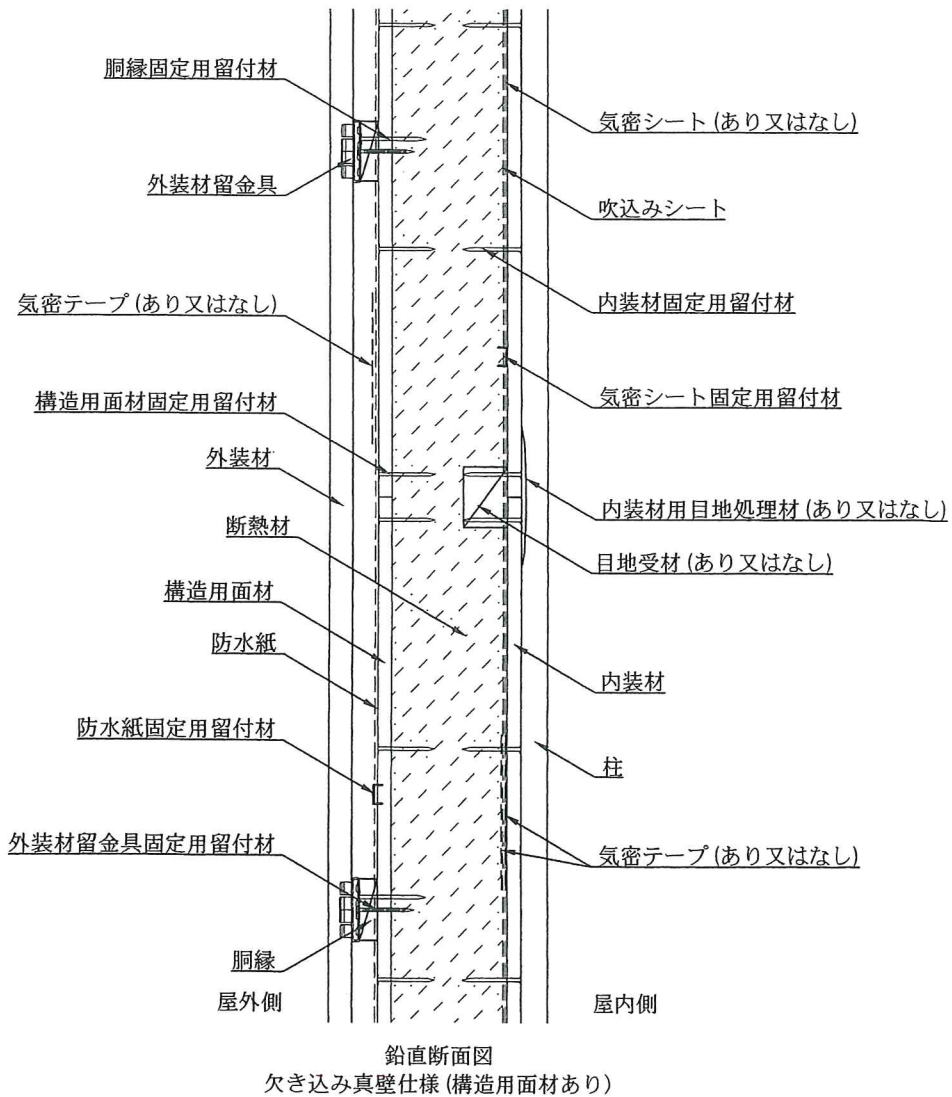 胴縁固定用留付材
外装材留金具
気密テープ(あり又はなし)
構造用面材固定用留付材
外装材
断熱材
構造用面材
防水紙
防水紙固定用留付材
外装材留金具固定用留付材
胴縁
屋外側
気密シート(あり又はなし)
吹込みシート
内装材固定用留付材
気密シート固定用留付材
内装材用目地処理材(あり又はなし)
目地受材(あり又はなし)
内装材
柱
気密テープ(あり又はなし)
屋内側
鉛直断面図
欠き込み真壁仕様(構造用面材あり)